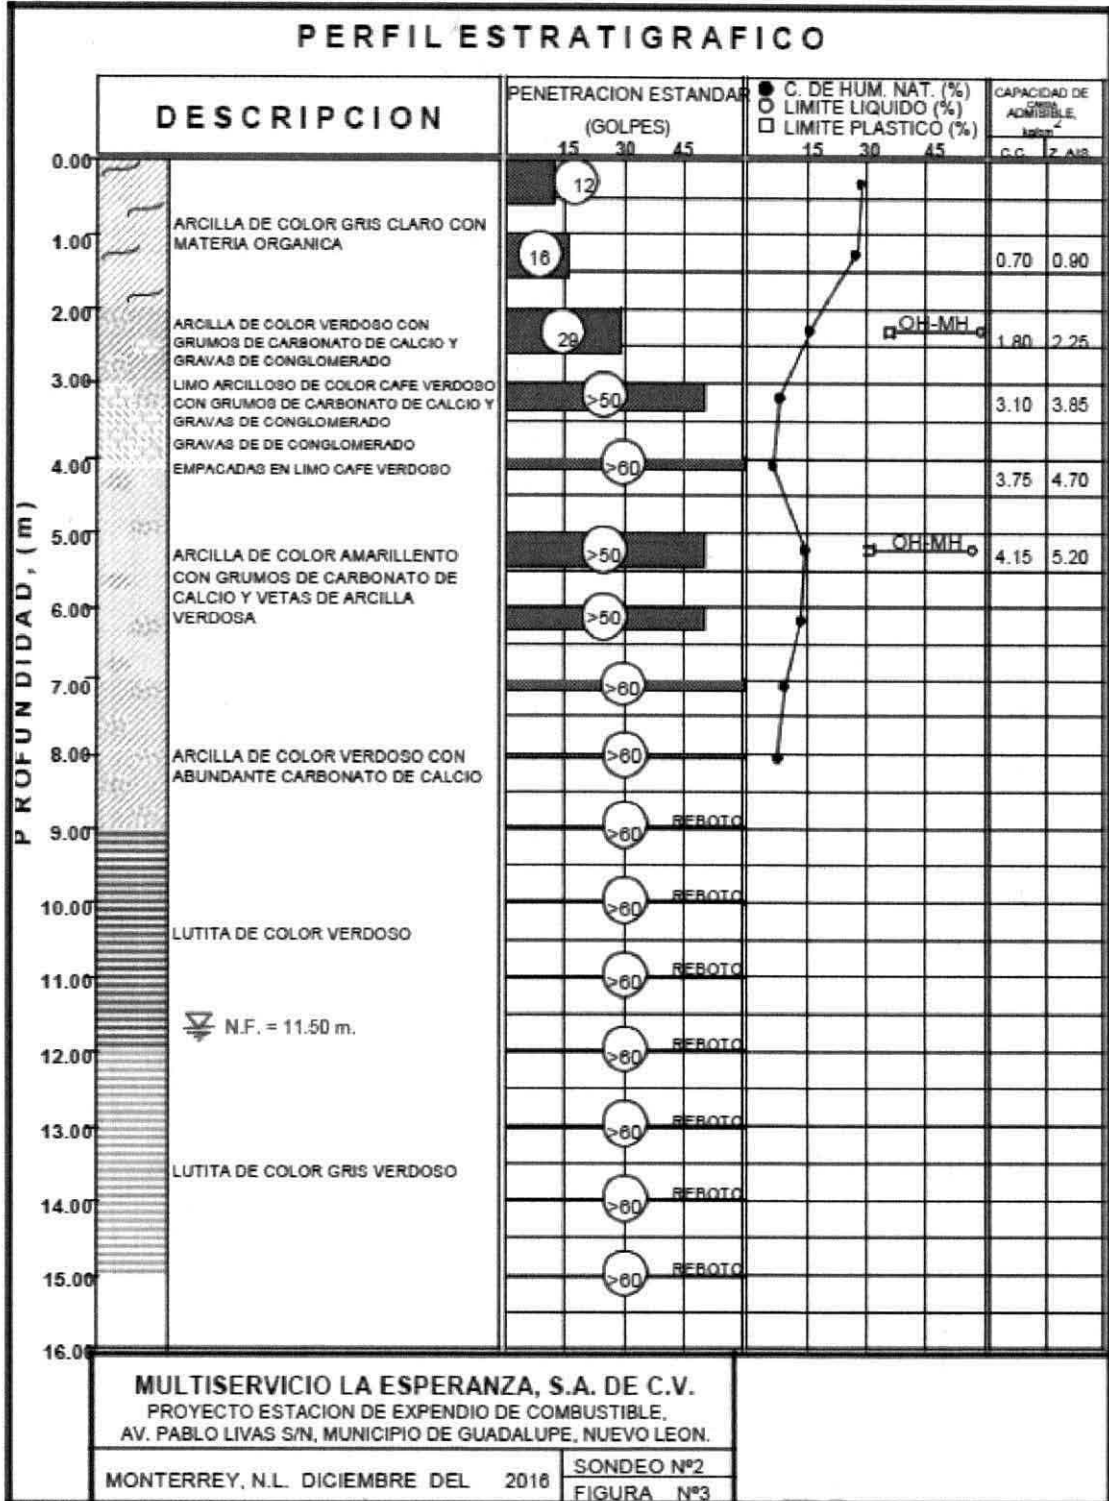 PERFIL ESTRATIGRAFICO
DESCRIPCION
PENETRACION ESTANDAR
(GOLPES)
15 30 45
C. DE HUM. NAT. (%)
LIMITE LIQUIDO (%)
LIMITE PLASTICO (%)
15 30 45
CAPACIDAD DE
CARGA
ADMISIBLE,
kg/cm2
C.C. Z. AIS.
PROFUNDIDAD, (m)
0.00
12
ARCILLA DE COLOR GRIS CLARO CON
MATERIA ORGANICA
1.00
16
0.70 0.90
2.00
ARCILLA DE COLOR VERDOSO CON
GRUMOS DE CARBONATO DE CALCIO Y
GRAVAS DE CONGLOMERADO
29
OH-MH
1.80 2.25
3.00
LIMO ARCILLOSO DE COLOR CAFE VERDOSO
CON GRUMOS DE CARBONATO DE CALCIO Y
GRAVAS DE CONGLOMERADO
>50
3.10 3.85
GRAVAS DE DE CONGLOMERADO
EMPACADAS EN LIMO CAFE VERDOSO
4.00
>60
3.75 4.70
5.00
>50
OH-MH
4.15 5.20
ARCILLA DE COLOR AMARILLENTO
CON GRUMOS DE CARBONATO DE
CALCIO Y VETAS DE ARCILLA
VERDOSA
6.00
>50
7.00
>60
8.00
ARCILLA DE COLOR VERDOSO CON
ABUNDANTE CARBONATO DE CALCIO
>60
9.00
>60 REBOTO
10.00
>60 REBOTO
LUTITA DE COLOR VERDOSO
11.00
>60 REBOTO
N.F. = 11.50 m.
12.00
>60 REBOTO
13.00
>60 REBOTO
LUTITA DE COLOR GRIS VERDOSO
14.00
>60 REBOTO
15.00
>60 REBOTO
16.00
MULTISERVICIO LA ESPERANZA, S.A. DE C.V.
PROYECTO ESTACION DE EXPENDIO DE COMBUSTIBLE,
AV. PABLO LIVAS S/N, MUNICIPIO DE GUADALUPE, NUEVO LEON.
MONTERREY, N.L. DICIEMBRE DEL 2016
SONDEO Nº2
FIGURA Nº3